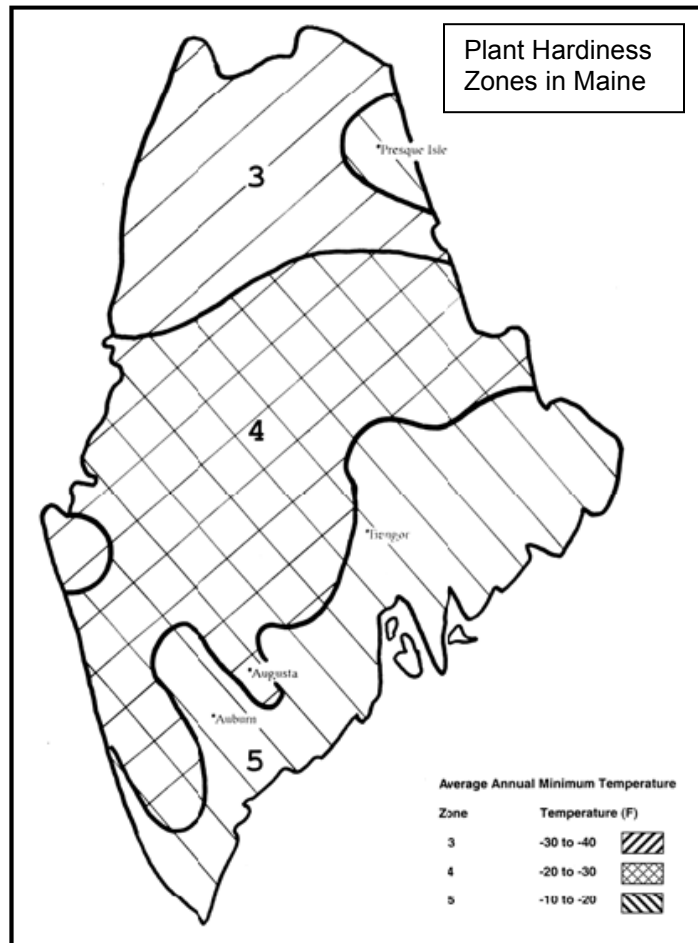 Plant Hardiness
Zones in Maine
Presque Isle
3
4
Augusta
Auburn
5
Average Annual Minimum Temperature
Zone Temperature (F)
3 -30 to -40
4 -20 to -30
5 -10 to -20